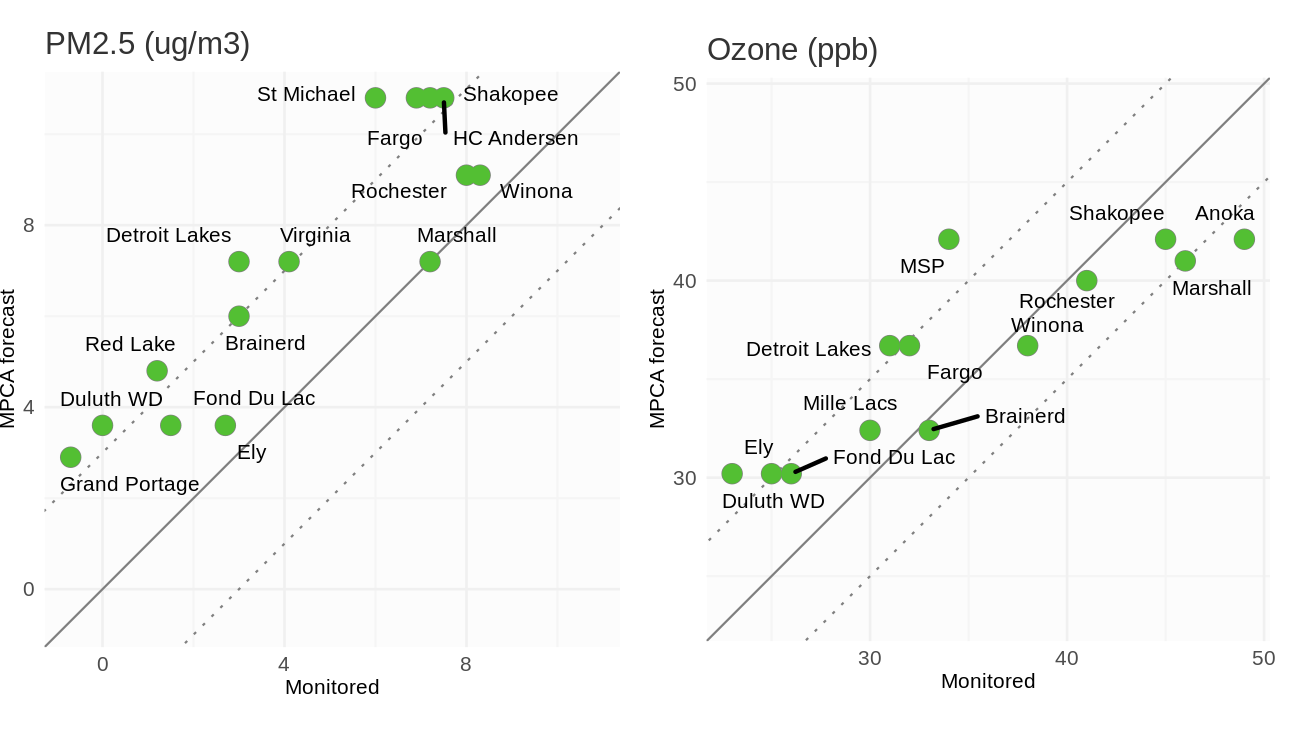 PM2.5 (ug/m3)
St Michael
Shakopee
Fargo
HC Andersen
Rochester
Winona
Detroit Lakes
Virginia
Marshall
Brainerd
Red Lake
Duluth WD
Fond Du Lac
Ely
Grand Portage
8
4
0
MPCA forecast
0
4
8
Monitored
Ozone (ppb)
Shakopee
Anoka
MSP
Marshall
Rochester
Winona
Detroit Lakes
Fargo
Mille Lacs
Brainerd
Ely
Fond Du Lac
Duluth WD
50
40
30
MPCA forecast
30
40
50
Monitored